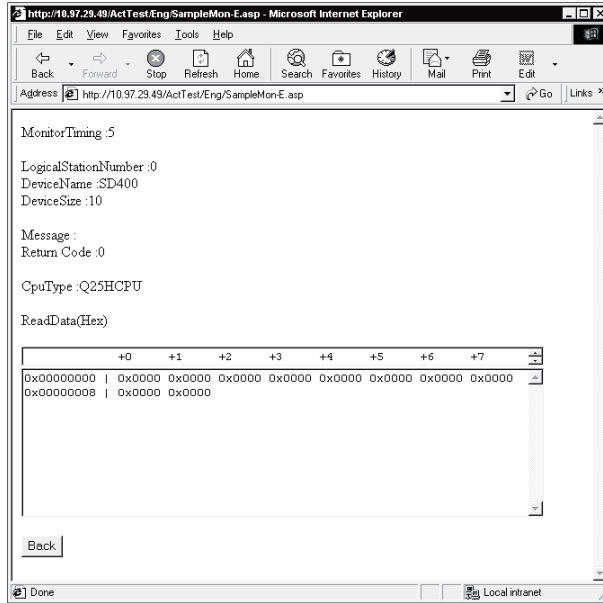 http://10.97.29.49/ActTest/Eng/SampleMon-E.asp - Microsoft Internet Explorer
File Edit View Favorites Tools Help
Back Forward Stop Refresh Home Search Favorites History Mail Print Edit
Address http://10.97.29.49/ActTest/Eng/SampleMon-E.asp Go Links »
MonitorTiming :5
LogicalStationNumber :0
DeviceName :SD400
DeviceSize :10
Message :
Return Code :0
CpuType :Q25HCPU
ReadData(Hex)
+0 +1 +2 +3 +4 +5 +6 +7
0x00000000 | 0x0000 0x0000 0x0000 0x0000 0x0000 0x0000 0x0000 0x0000
0x00000008 | 0x0000 0x0000
Back
Done Local intranet